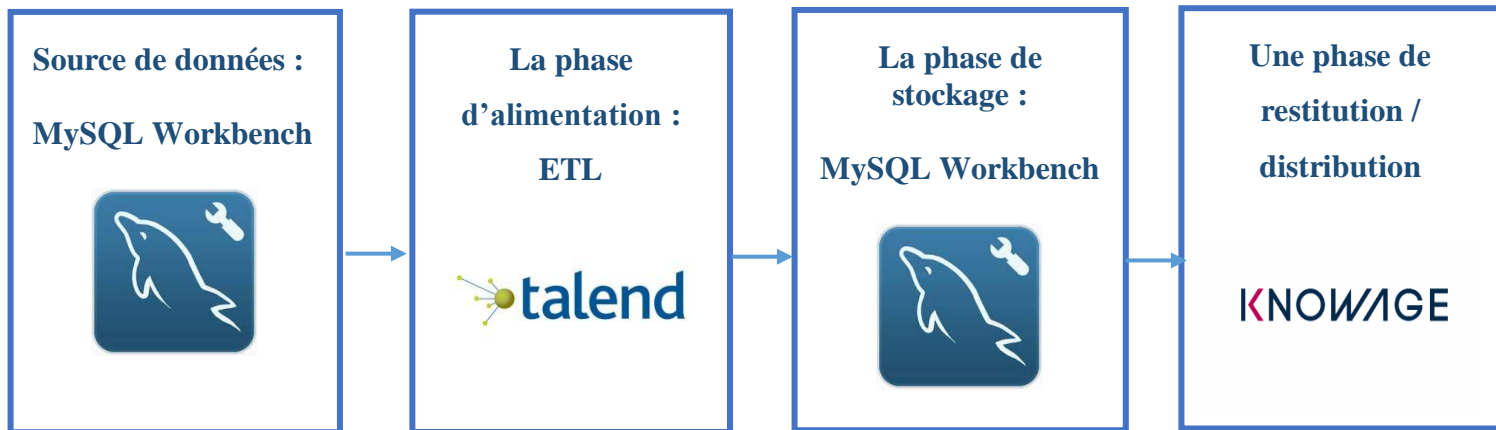 Source de données :
MySQL Workbench
La phase
d’alimentation :
ETL
talend
La phase de
stockage :
MySQL Workbench
Une phase de
restitution /
distribution
KNOWAGE